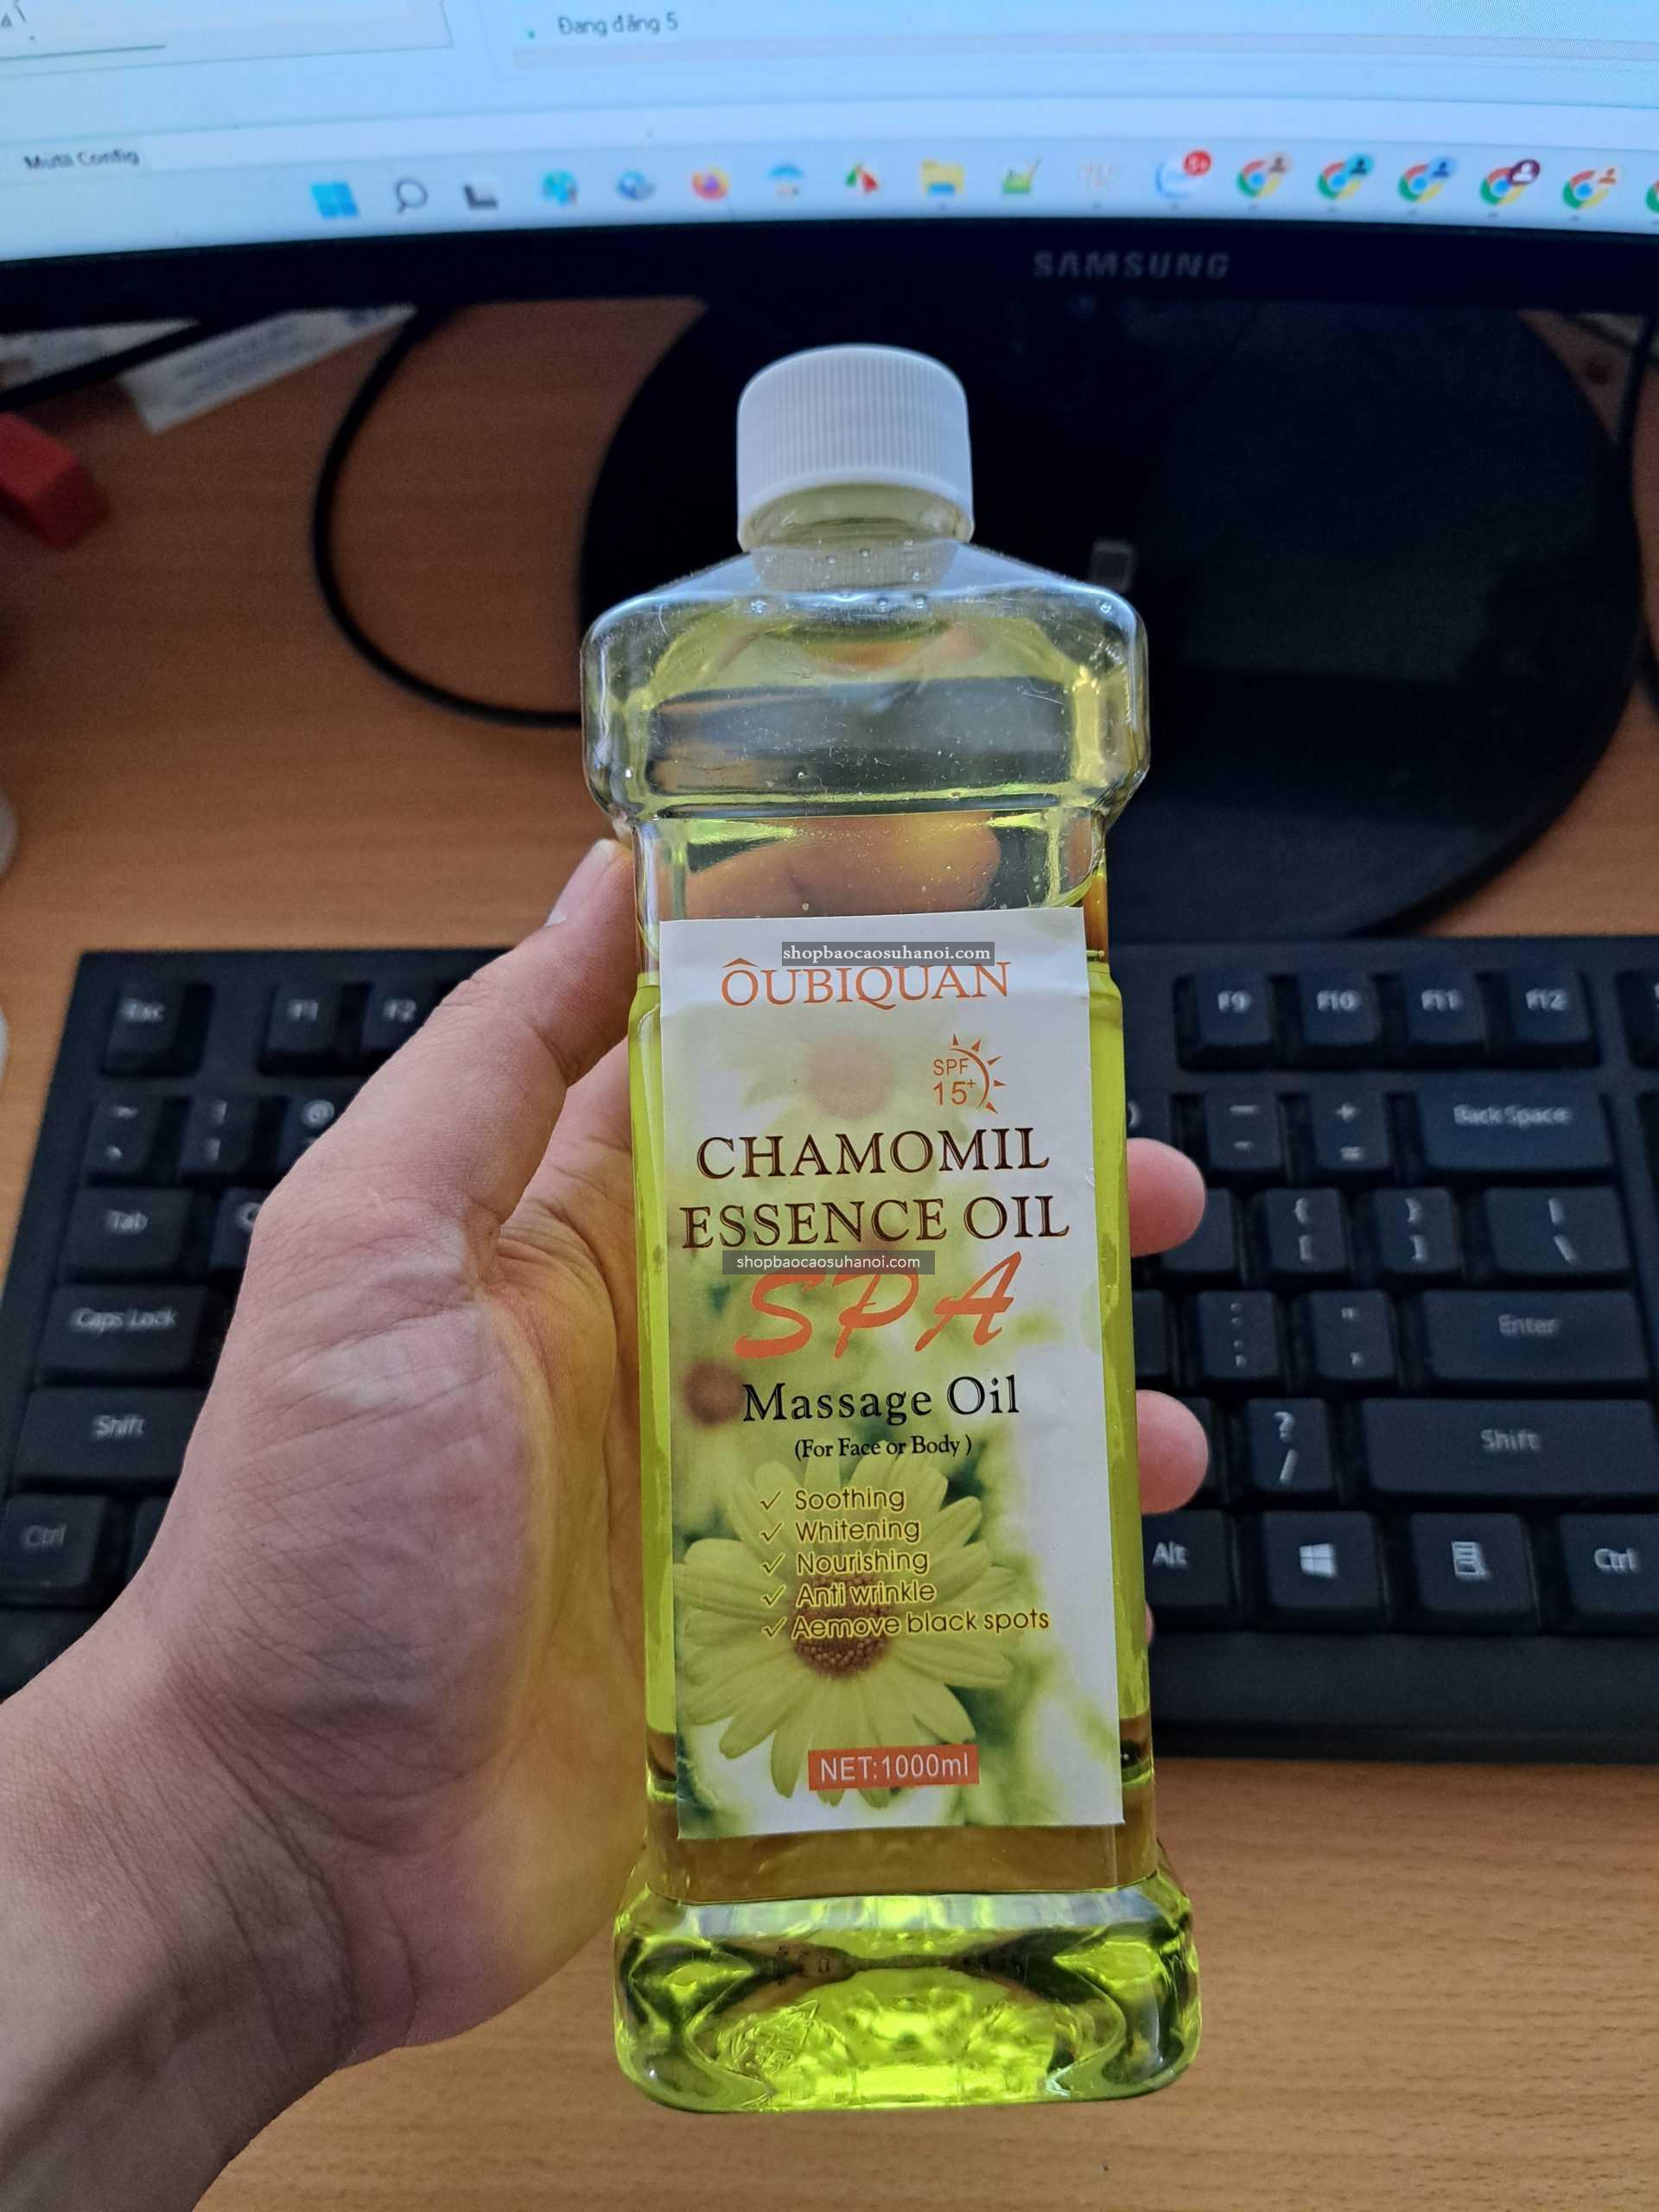 Đang đăng 5
Mutil Config
SAMSUNG
shopbaocaosuhanoi.com
ÔUBIQUAN
SPF
15+
CHAMOMIL
ESSENCE OIL
shopbaocaosuhanoi.com
SPA
Massage Oil
(For Face or Body )
✓ Soothing
✓ Whitening
✓ Nourishing
✓ Anti wrinkle
✓ Aemove black spots
NET:1000ml
Esc F1 F2 F9 F10 F11 F12
Back Space
Tab
Caps Lock
Enter
Shift
Shift
Ctrl
Alt
Ctrl